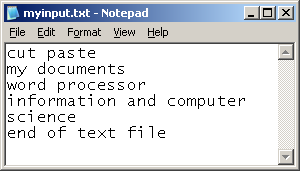 myinput.txt - Notepad
File Edit Format View Help
cut paste
my documents
word processor
information and computer
science
end of text file